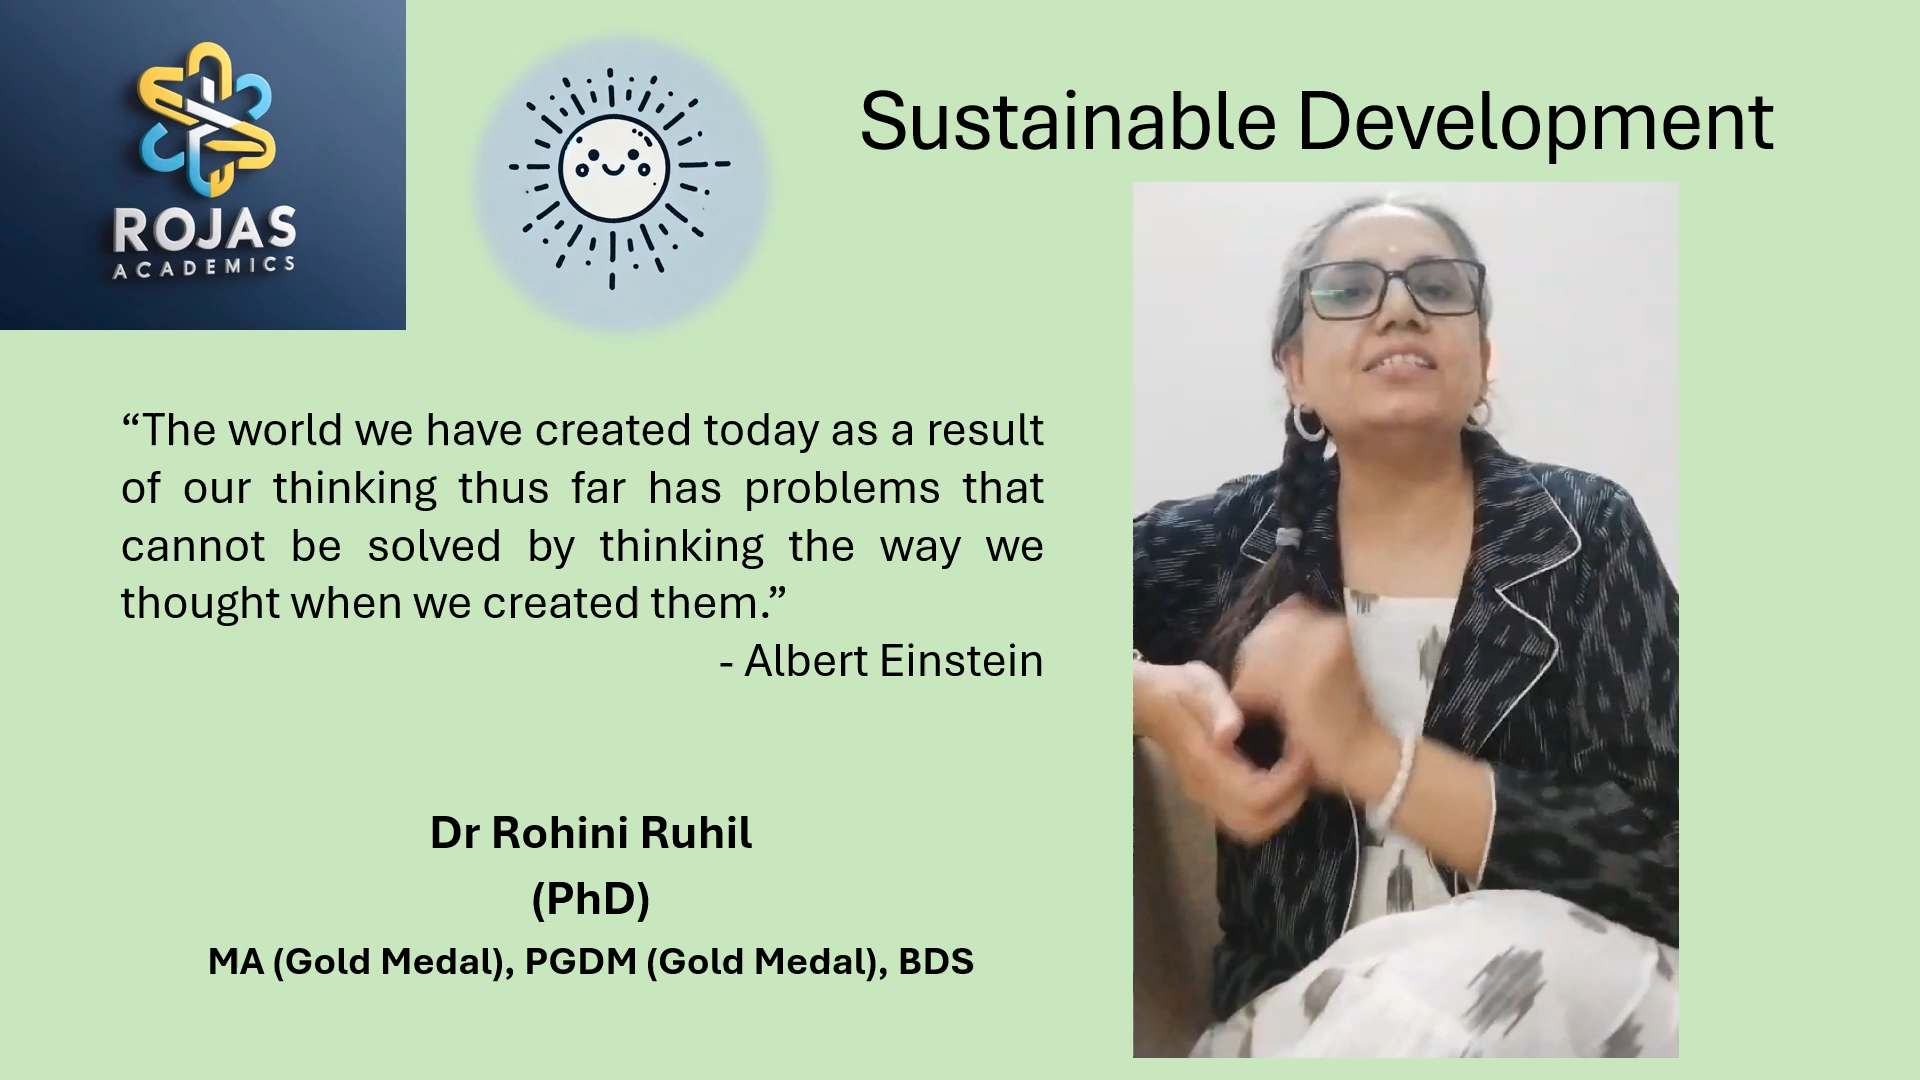 ROJAS
ACADEMICS
Sustainable Development
“The world we have created today as a result
of our thinking thus far has problems that
cannot be solved by thinking the way we
thought when we created them.”
- Albert Einstein
Dr Rohini Ruhil
(PhD)
MA (Gold Medal), PGDM (Gold Medal), BDS